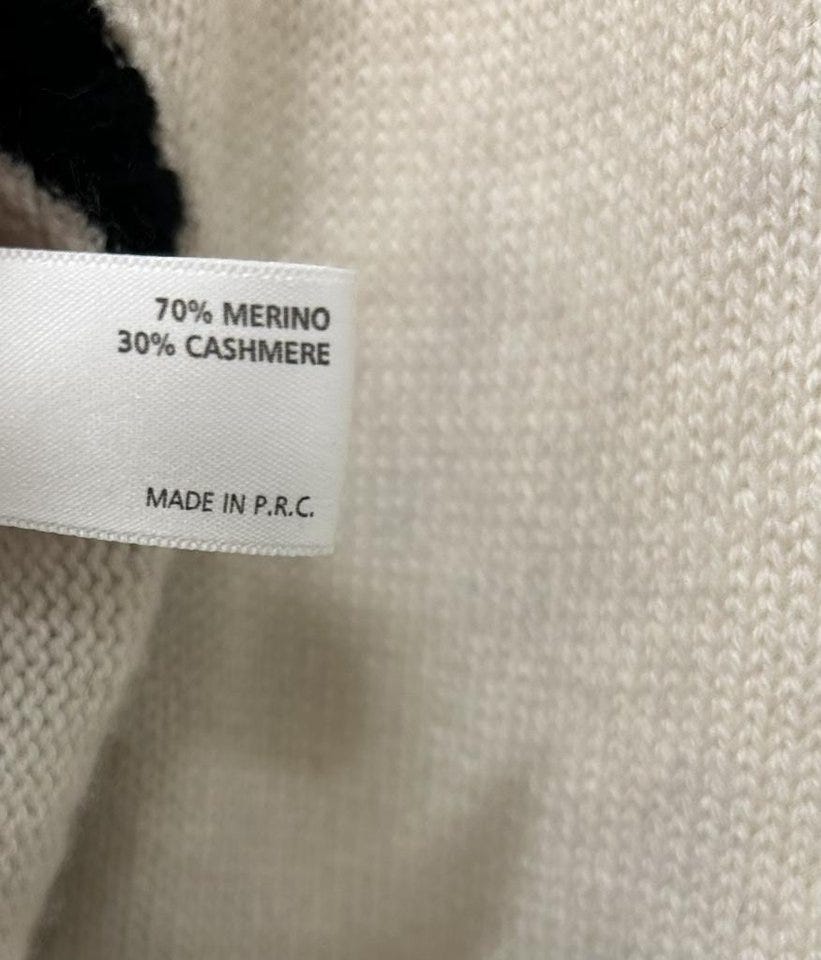 70% MERINO
30% CASHMERE
MADE IN P.R.C.